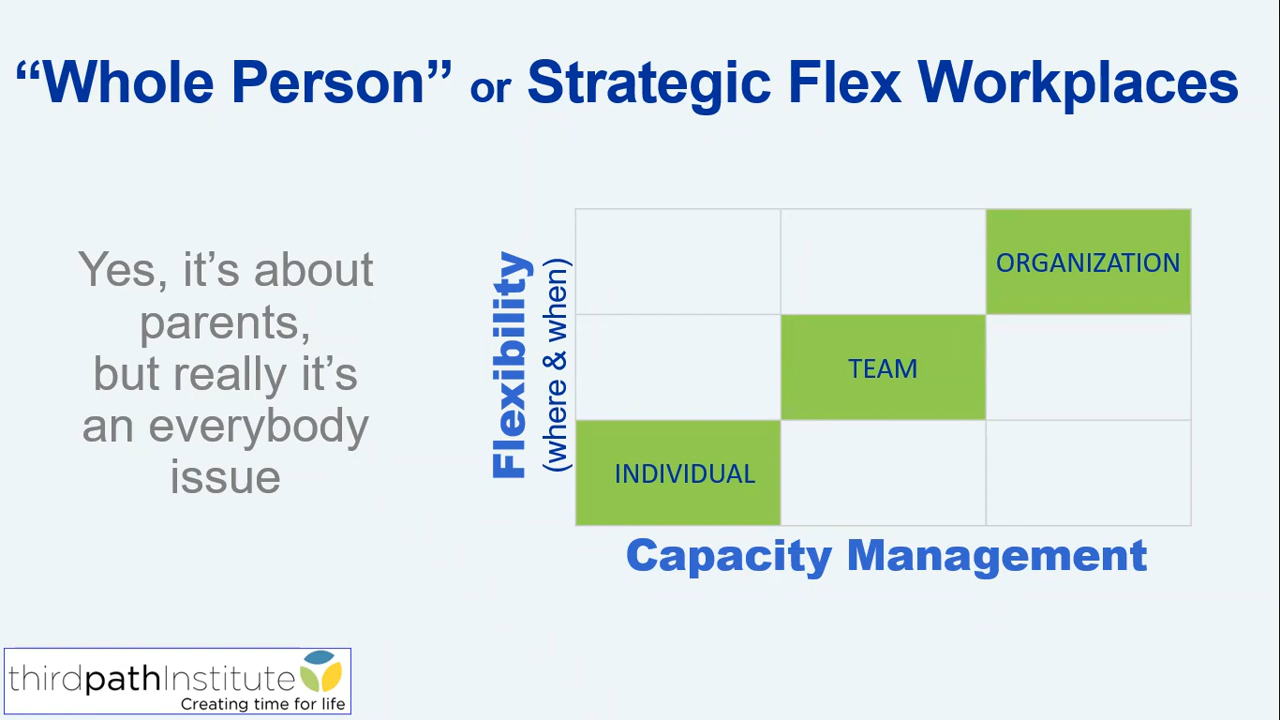 “Whole Person” or Strategic Flex Workplaces
Yes, it’s about
parents,
but really it’s
an everybody
issue
Flexibility
(where & when)
ORGANIZATION
TEAM
INDIVIDUAL
Capacity Management
thirdpathInstitute
Creating time for life